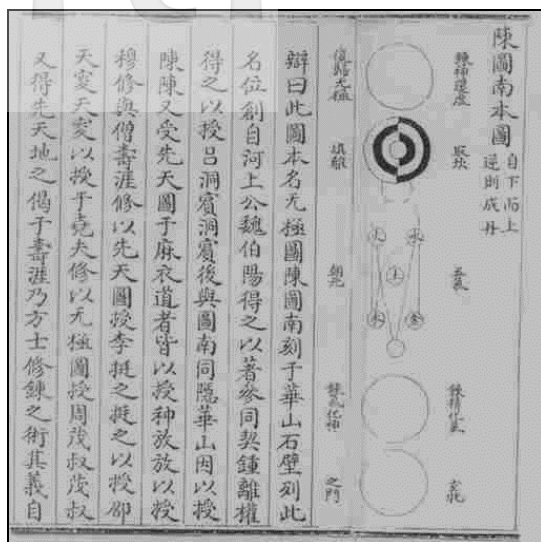 陳圖南本圖
自下而上
逆則成丹
鍊神還虛
復歸无極
取坎
填離
五氣
朝元
水
火
土
金
木
鍊精化氣
鍊氣化神
玄牝
之門
辯曰此圖本名无極圖陳圖南刻于華山石壁列此
名位創自河上公魏伯陽得之以著參同契鍾離權
得之以授呂洞賓洞賓後與圖南同隱華山因以授
陳陳又受先天圖于麻衣道者皆以授种放放以授
穆修與僧壽涯修以先天圖授李挺之挺之以授邵
天叟天叟以授子堯夫修以无極圖授周茂叔茂叔
又得先天地之偈于壽涯乃方士修鍊之術其義自